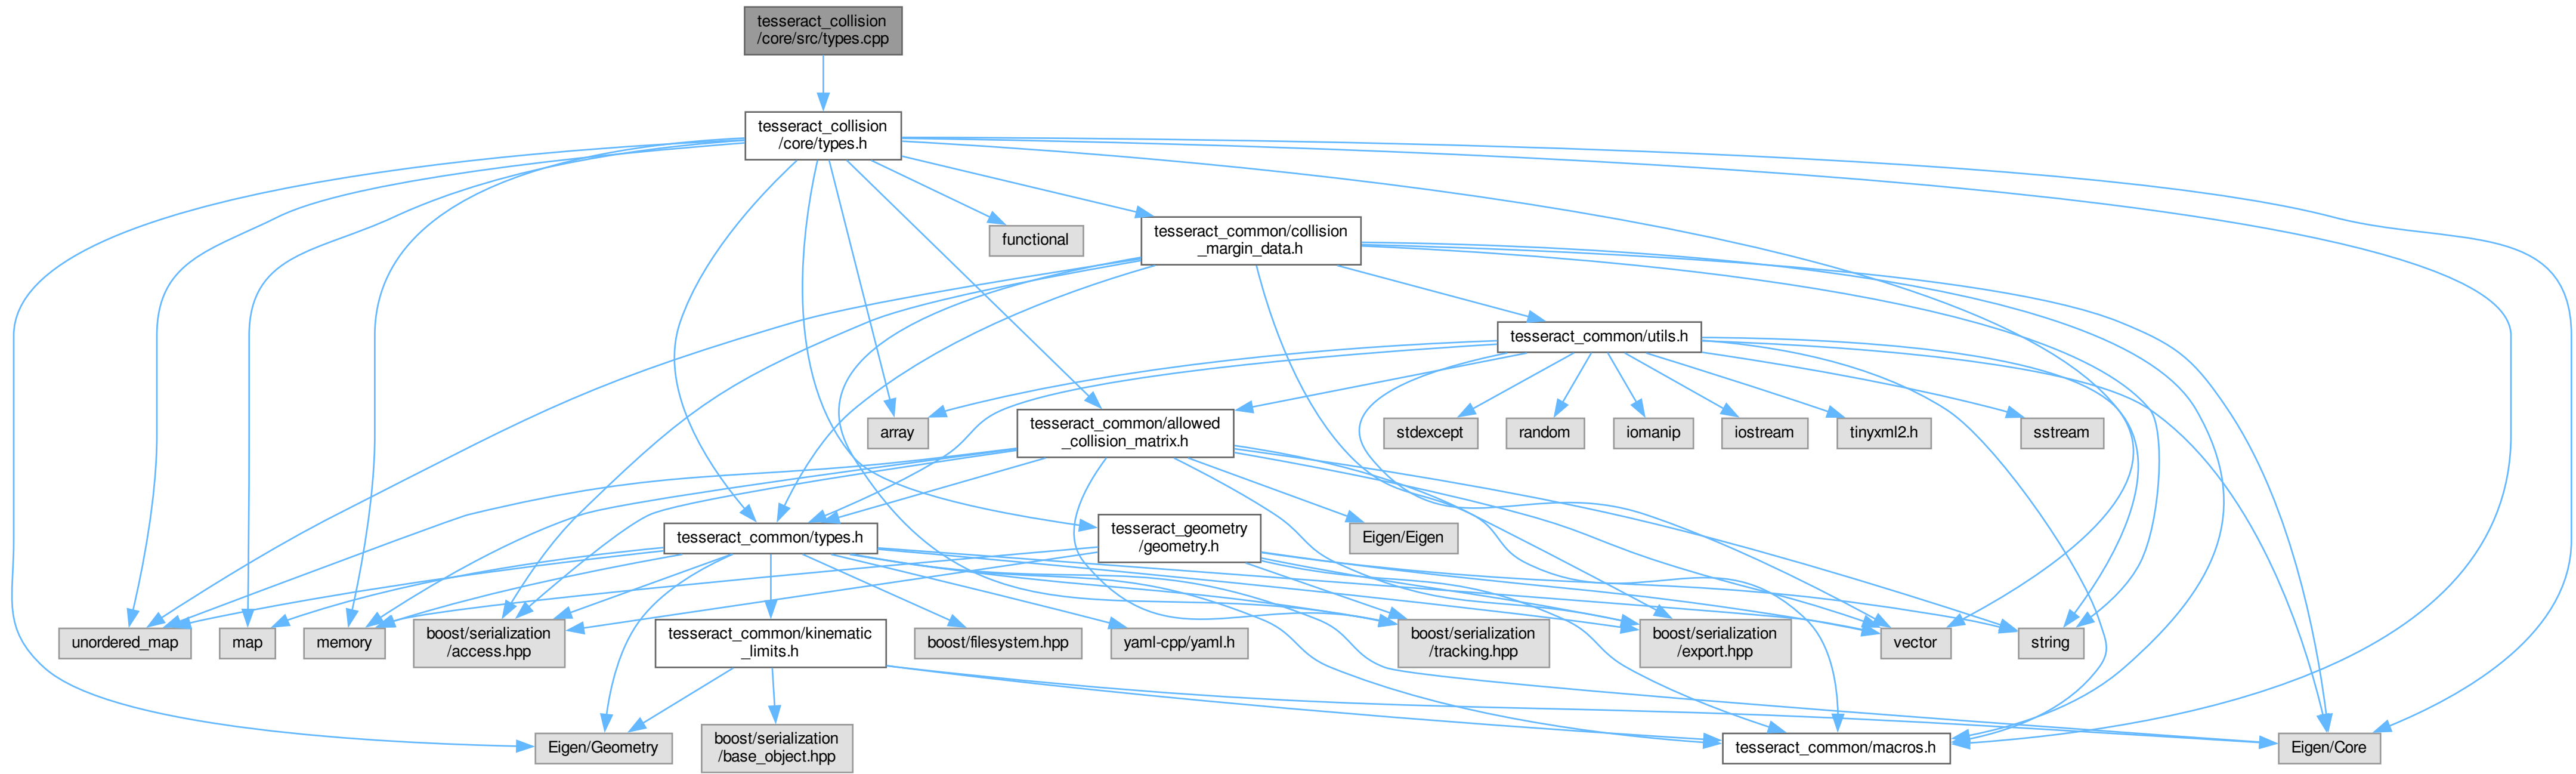 tesseract_collision
/core/src/types.cpp
tesseract_collision
/core/types.h
functional
tesseract_common/collision
_margin_data.h
tesseract_common/utils.h
array
tesseract_common/allowed
_collision_matrix.h
stdexcept
random
iomanip
iostream
tinyxml2.h
sstream
tesseract_common/types.h
tesseract_geometry
/geometry.h
Eigen/Eigen
unordered_map
map
memory
boost/serialization
/access.hpp
tesseract_common/kinematic
_limits.h
boost/filesystem.hpp
yaml-cpp/yaml.h
boost/serialization
/tracking.hpp
boost/serialization
/export.hpp
vector
string
Eigen/Geometry
boost/serialization
/base_object.hpp
tesseract_common/macros.h
Eigen/Core